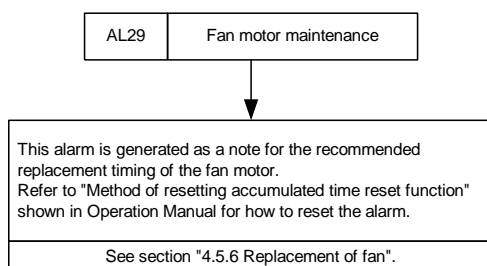 AL29 Fan motor maintenance
This alarm is generated as a note for the recommended
replacement timing of the fan motor.
Refer to "Method of resetting accumulated time reset function"
shown in Operation Manual for how to reset the alarm.
See section "4.5.6 Replacement of fan".